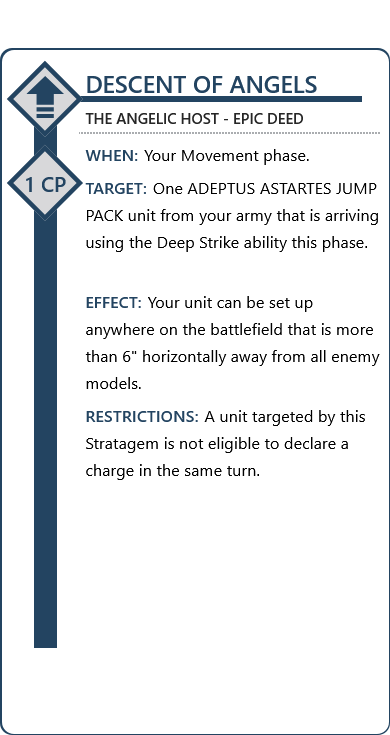 DESCENT OF ANGELS
THE ANGELIC HOST - EPIC DEED
1 CP
WHEN: Your Movement phase.
TARGET: One ADEPTUS ASTARTES JUMP
PACK unit from your army that is arriving
using the Deep Strike ability this phase.
EFFECT: Your unit can be set up
anywhere on the battlefield that is more
than 6" horizontally away from all enemy
models.
RESTRICTIONS: A unit targeted by this
Stratagem is not eligible to declare a
charge in the same turn.